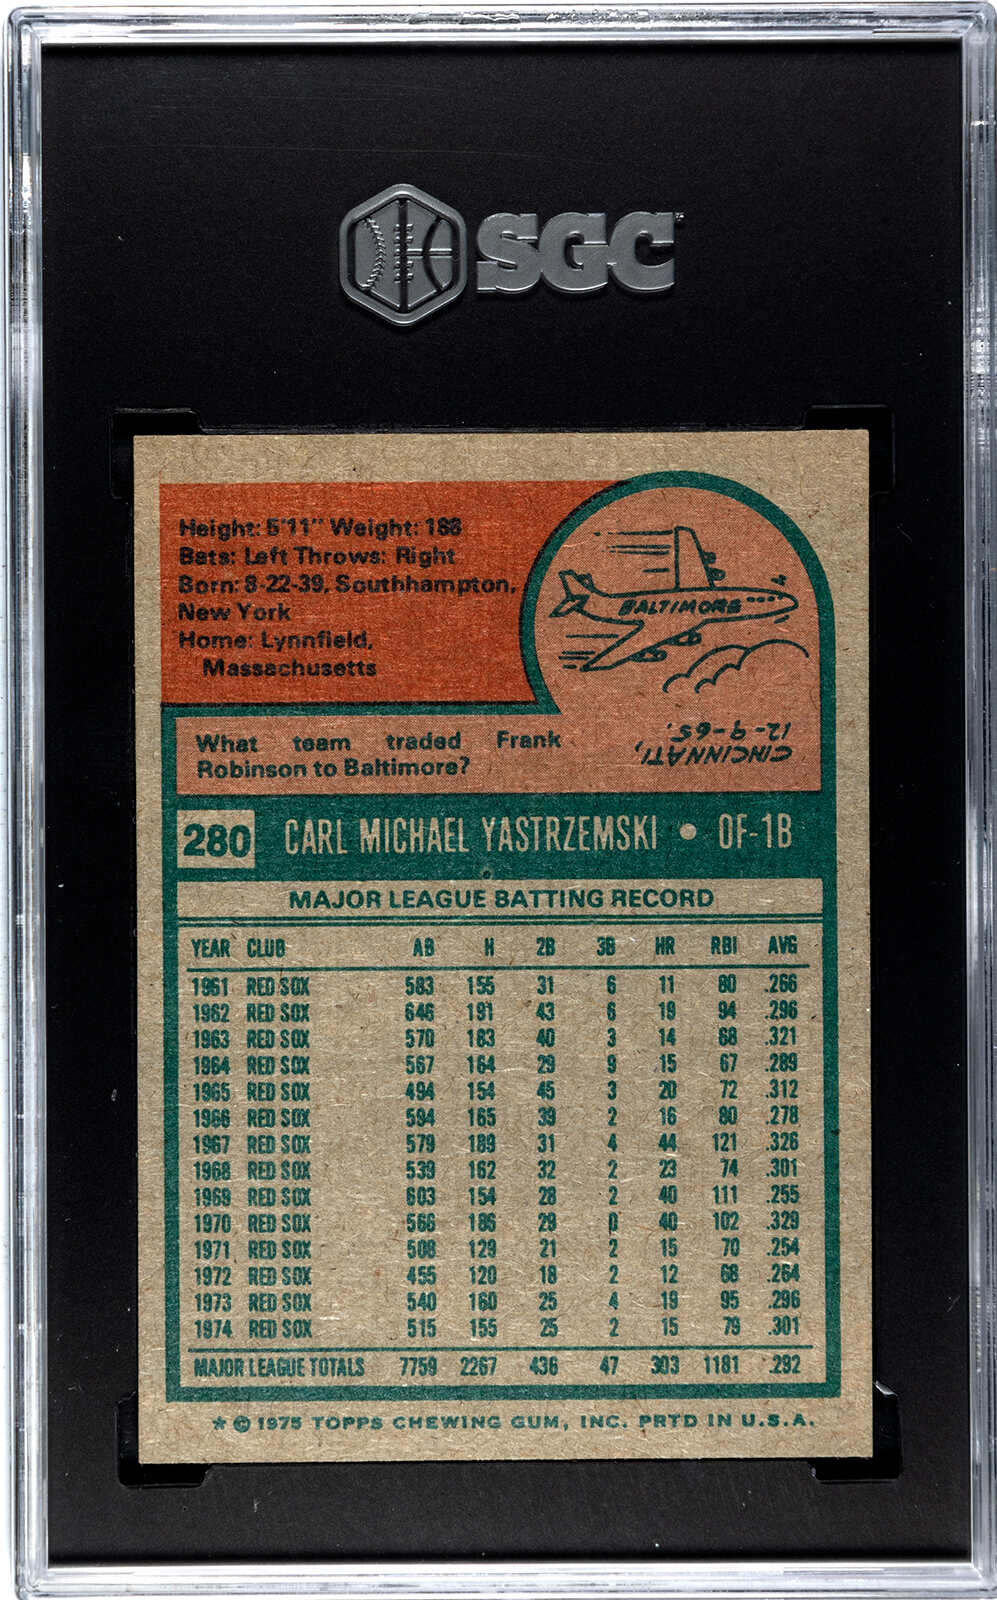 SGC
Height: 5'11" Weight: 188
Bats: Left Throws: Right
Born: 8-22-39, Southhampton,
New York
Home: Lynnfield,
Massachusetts
BALTIMORE
What team traded Frank
Robinson to Baltimore?
CINCINNATI,
12-9-65.
280 CARL MICHAEL YASTRZEMSKI • OF-1B
MAJOR LEAGUE BATTING RECORD
YEAR CLUB AB H 2B 3B HR RBI AVG
1961 RED SOX 583 155 31 6 11 80 .266
1962 RED SOX 646 191 43 6 19 94 .296
1963 RED SOX 570 183 40 3 14 68 .321
1964 RED SOX 567 164 29 9 15 67 .289
1965 RED SOX 494 154 45 3 20 72 .312
1966 RED SOX 594 165 39 2 16 80 .278
1967 RED SOX 579 189 31 4 44 121 .326
1968 RED SOX 539 162 32 2 23 74 .301
1969 RED SOX 603 154 28 2 40 111 .255
1970 RED SOX 566 186 29 0 40 102 .329
1971 RED SOX 508 129 21 2 15 70 .254
1972 RED SOX 455 120 18 2 12 68 .264
1973 RED SOX 540 160 25 4 19 95 .296
1974 RED SOX 515 155 25 2 15 79 .301
MAJOR LEAGUE TOTALS 7759 2267 436 47 303 1181 .292
* © 1975 TOPPS CHEWING GUM, INC. PRTD IN U.S.A.